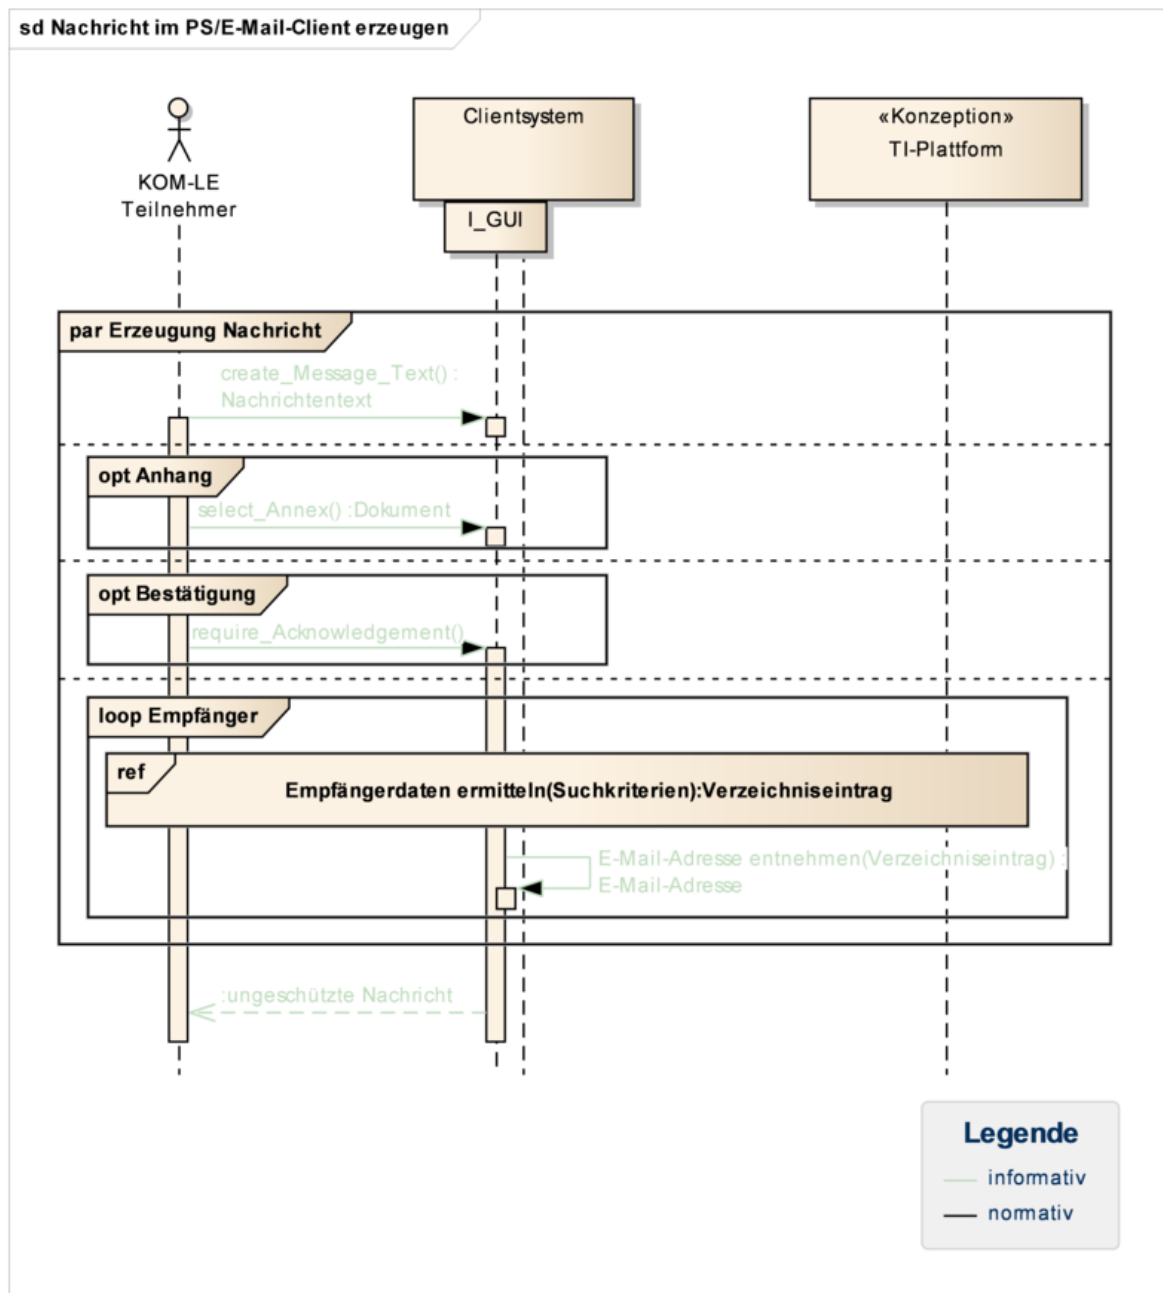 sd Nachricht im PS/E-Mail-Client erzeugen
KOM-LE
Teilnehmer
Clientsystem
I_GUI
«Konzeption»
TI-Plattform
par Erzeugung Nachricht
create_Message_Text() :
Nachrichtentext
opt Anhang
select_Annex() :Dokument
opt Bestätigung
require_Acknowledgement()
loop Empfänger
ref
Empfängerdaten ermitteln(Suchkriterien):Verzeichniseintrag
E-Mail-Adresse entnehmen(Verzeichniseintrag) :
E-Mail-Adresse
:ungeschützte Nachricht
Legende
informativ
normativ